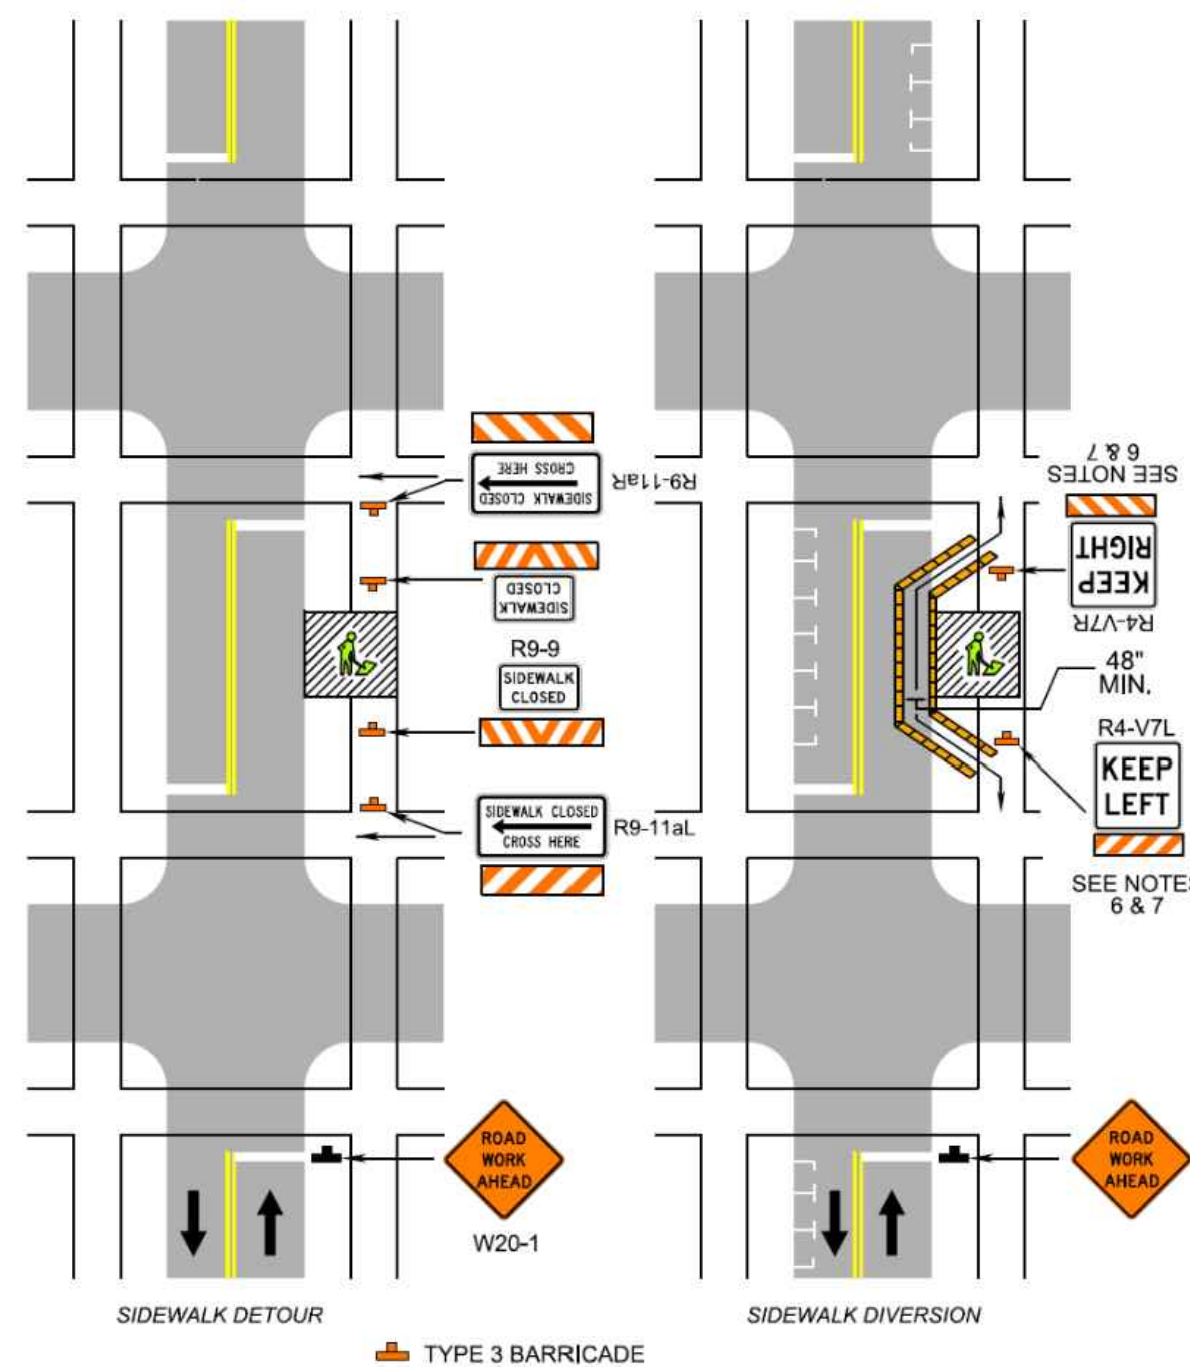 SIDEWALK CLOSED
CROSS HERE
R9-11aR
SIDEWALK
CLOSED
R9-9
SIDEWALK
CLOSED
SIDEWALK CLOSED
CROSS HERE
R9-11aL
ROAD
WORK
AHEAD
W20-1
SIDEWALK DETOUR
SEE NOTES
6 & 7
KEEP
RIGHT
R4-V7R
48"
MIN.
R4-V7L
KEEP
LEFT
SEE NOTES
6 & 7
ROAD
WORK
AHEAD
SIDEWALK DIVERSION
TYPE 3 BARRICADE